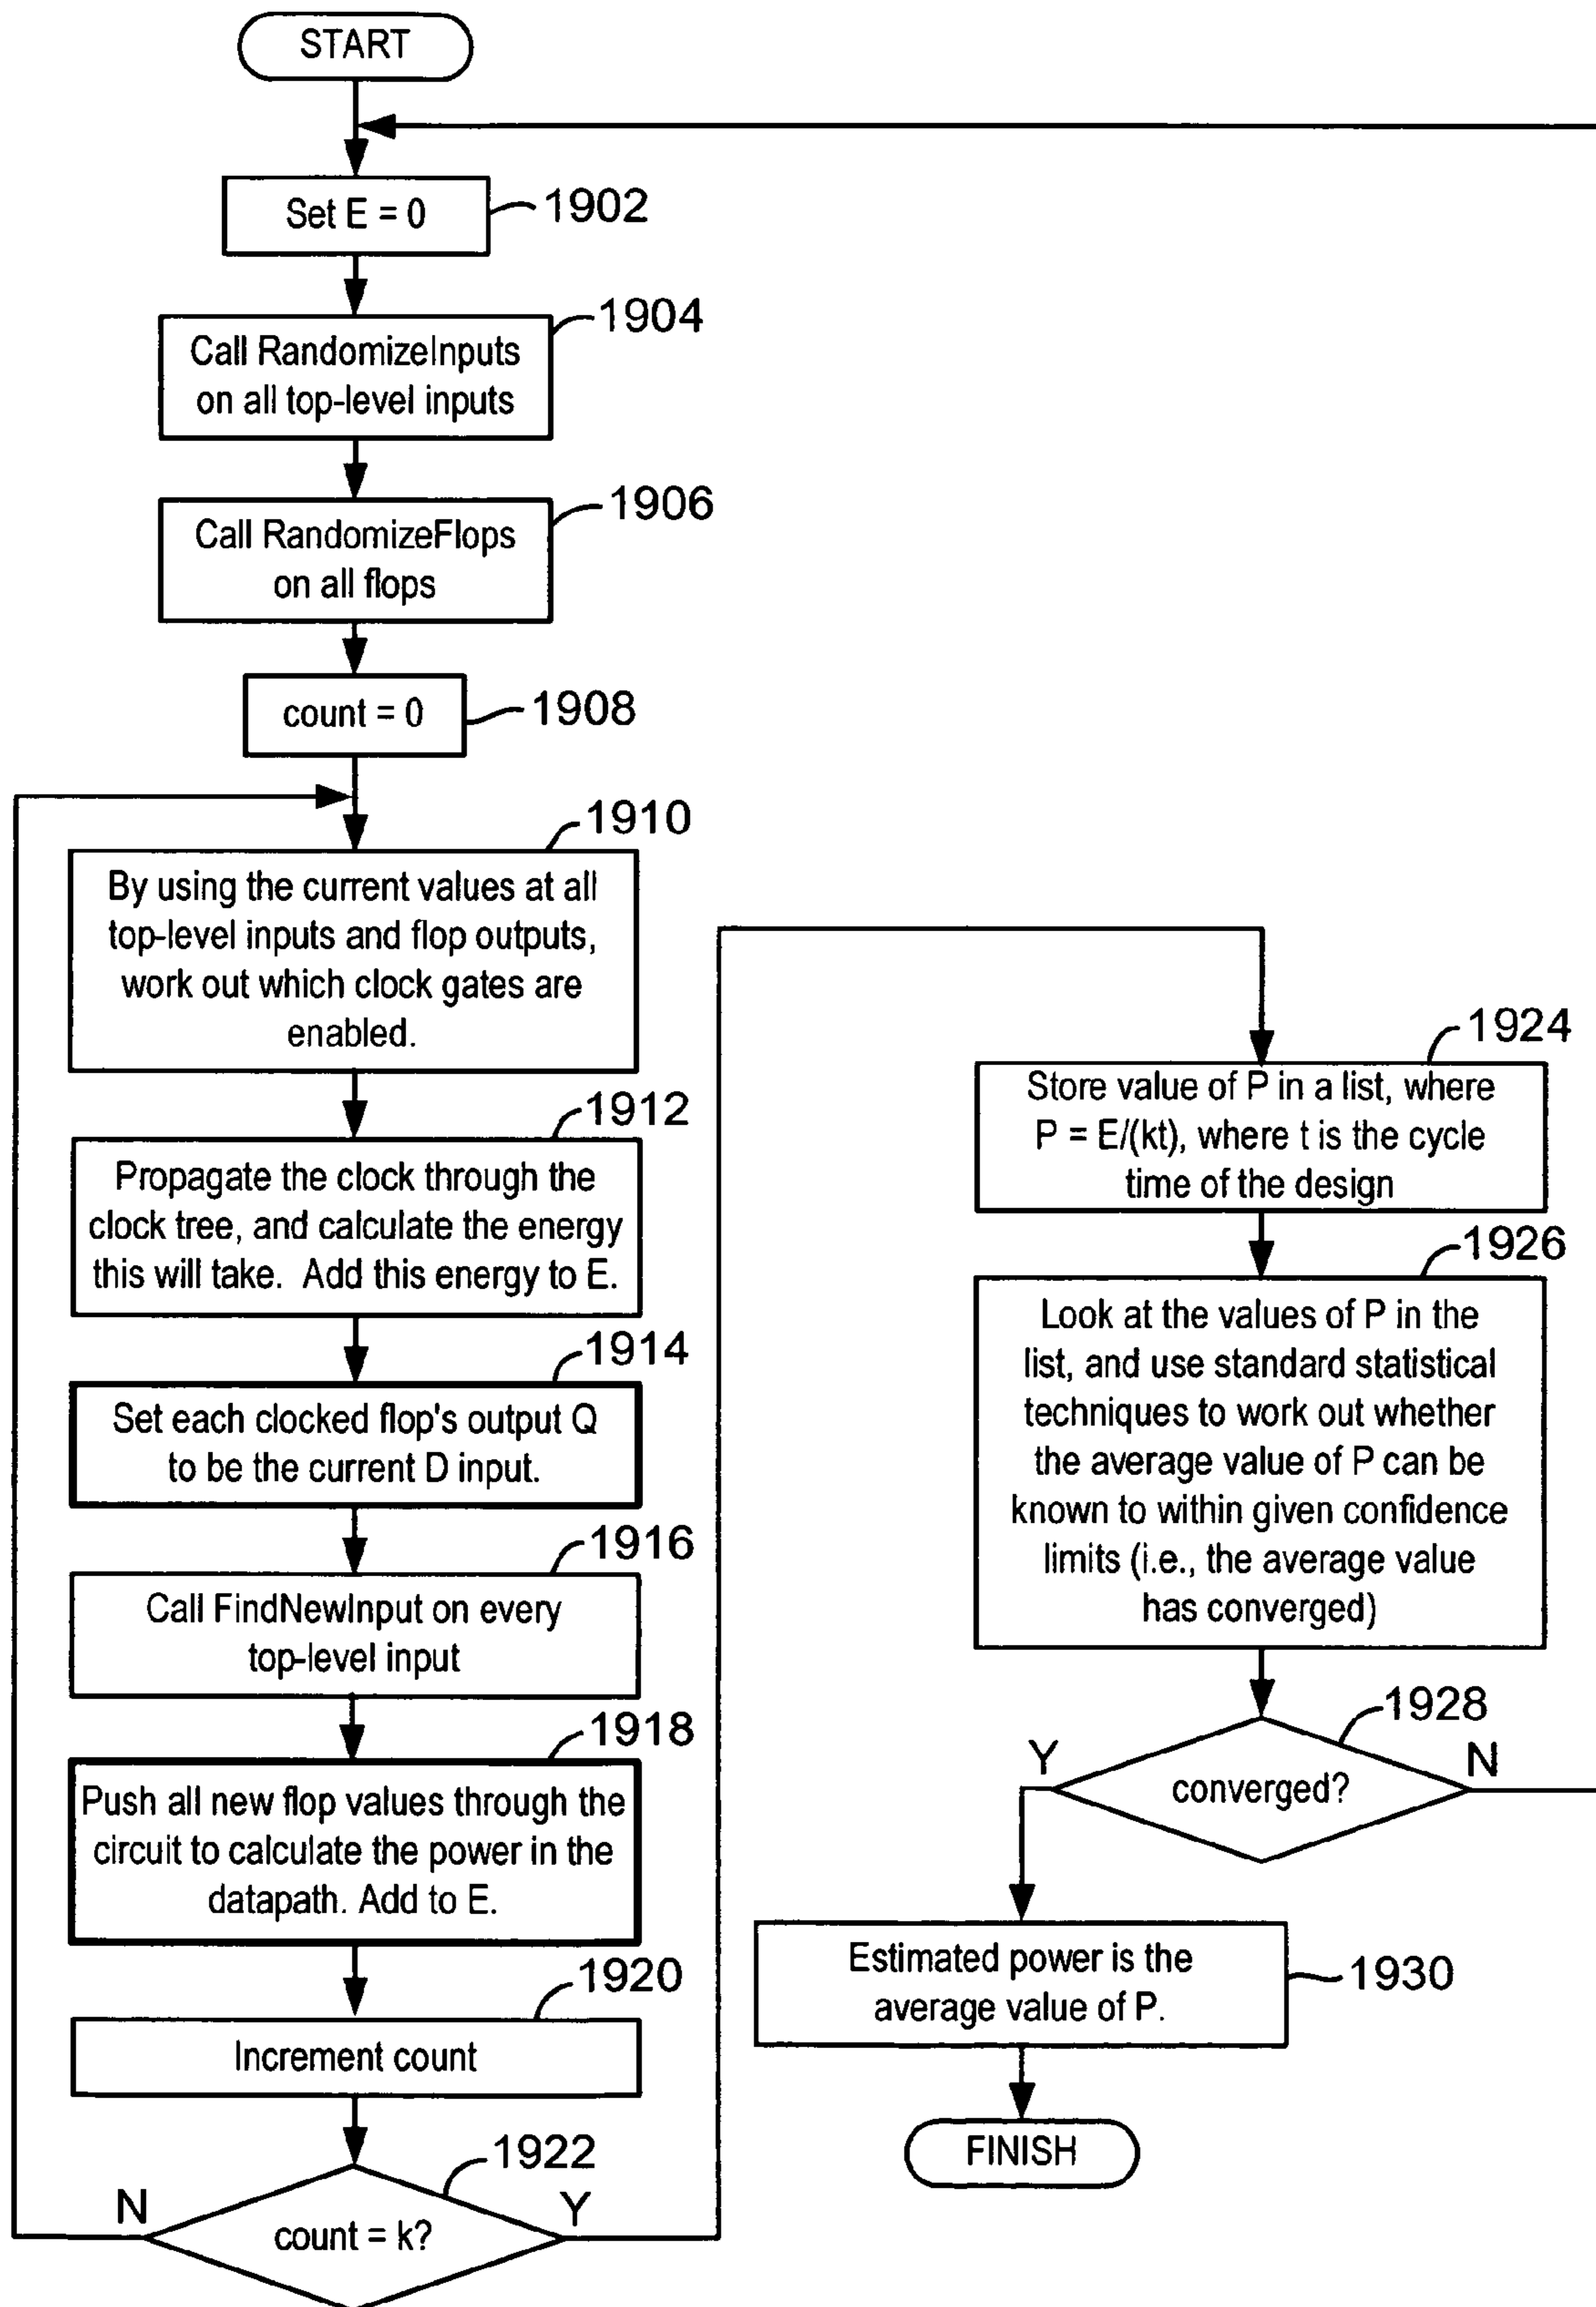 START
Set E = 0
1902
1904
Call RandomizeInputs
on all top-level inputs
1906
Call RandomizeFlops
on all flops
count = 0
1908
1910
By using the current values at all
top-level inputs and flop outputs,
work out which clock gates are
enabled.
1912
Propagate the clock through the
clock tree, and calculate the energy
this will take. Add this energy to E.
1914
Set each clocked flop's output Q
to be the current D input.
1916
Call FindNewInput on every
top-level input
1918
Push all new flop values through the
circuit to calculate the power in the
datapath. Add to E.
1920
Increment count
1922
N
Y
count = k?
1924
Store value of P in a list, where
P = E/(kt), where t is the cycle
time of the design
1926
Look at the values of P in the
list, and use standard statistical
techniques to work out whether
the average value of P can be
known to within given confidence
limits (i.e., the average value
has converged)
1928
Y
N
converged?
Estimated power is the
average value of P.
1930
FINISH